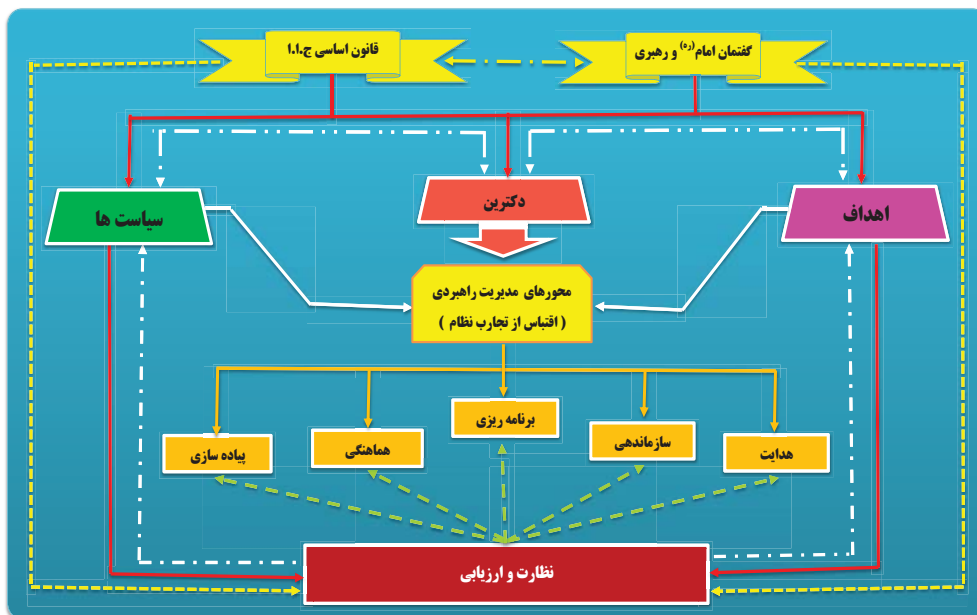 گفتمان امام(ره) و رهبری
قانون اساسی ج.ا.ا
اهداف
دکترین
سیاست ها
محورهای مدیریت راهبردی
( اقتباس از تجارب نظام )
هدایت
سازماندهی
برنامه ریزی
هماهنگی
پیاده سازی
نظارت و ارزیابی